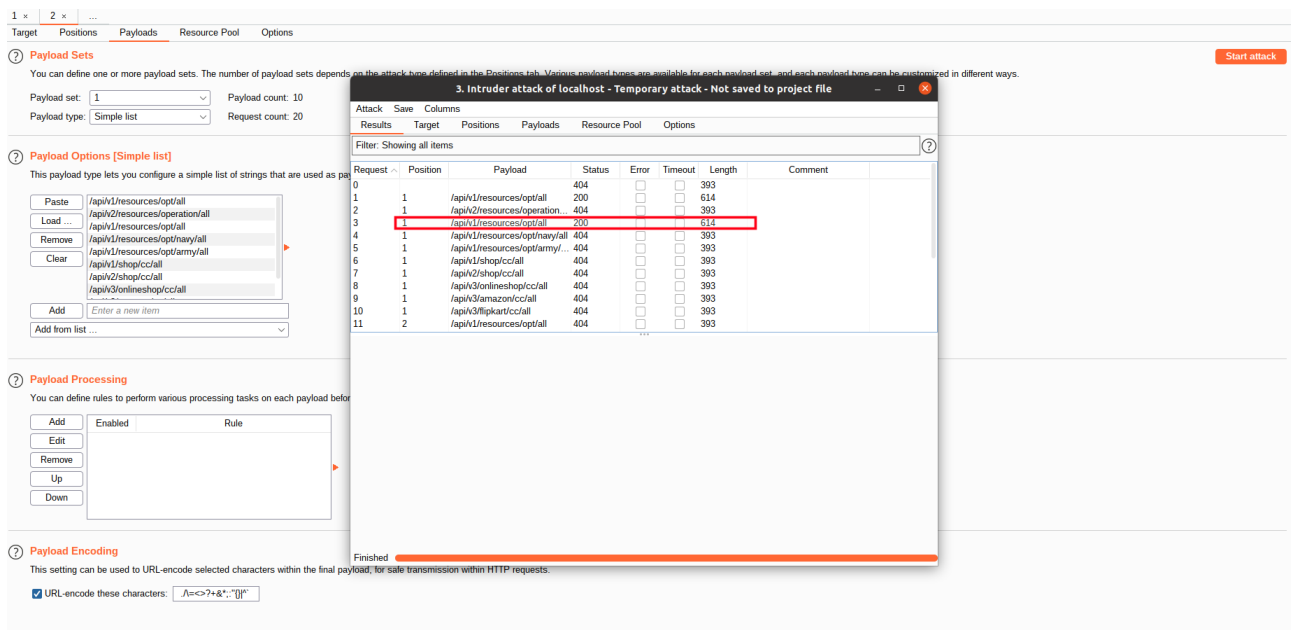 1 × 2 × ...
Target Positions Payloads Resource Pool Options
? Payload Sets
Start attack
You can define one or more payload sets. The number of payload sets depends on the attack type defined in the Positions tab. Various payload types are available for each payload set, and each payload type can be customized in different ways.
Payload set: 1 Payload count: 10
Payload type: Simple list Request count: 20
? Payload Options [Simple list]
This payload type lets you configure a simple list of strings that are used as pay
Paste
Load ...
Remove
Clear
/api/v1/resources/opt/all
/api/v2/resources/operation/all
/api/v1/resources/opt/all
/api/v1/resources/opt/navy/all
/api/v1/resources/opt/army/all
/api/v1/shop/cc/all
/api/v2/shop/cc/all
/api/v3/onlineshop/cc/all
Add Enter a new item
Add from list ...
? Payload Processing
You can define rules to perform various processing tasks on each payload befor
Add
Edit
Remove
Up
Down
Enabled Rule
? Payload Encoding
This setting can be used to URL-encode selected characters within the final payload, for safe transmission within HTTP requests.
URL-encode these characters: ./\=<>?+&*;:"{}|^`
3. Intruder attack of localhost - Temporary attack - Not saved to project file
Attack Save Columns
Results Target Positions Payloads Resource Pool Options
Filter: Showing all items ?
Request Position Payload Status Error Timeout Length Comment
0 404 393
1 1 /api/v1/resources/opt/all 200 614
2 1 /api/v2/resources/operation... 404 393
3 1 /api/v1/resources/opt/all 200 614
4 1 /api/v1/resources/opt/navy/all 404 393
5 1 /api/v1/resources/opt/army/... 404 393
6 1 /api/v1/shop/cc/all 404 393
7 1 /api/v2/shop/cc/all 404 393
8 1 /api/v3/onlineshop/cc/all 404 393
9 1 /api/v3/amazon/cc/all 404 393
10 1 /api/v3/flipkart/cc/all 404 393
11 2 /api/v1/resources/opt/all 404 393
Finished